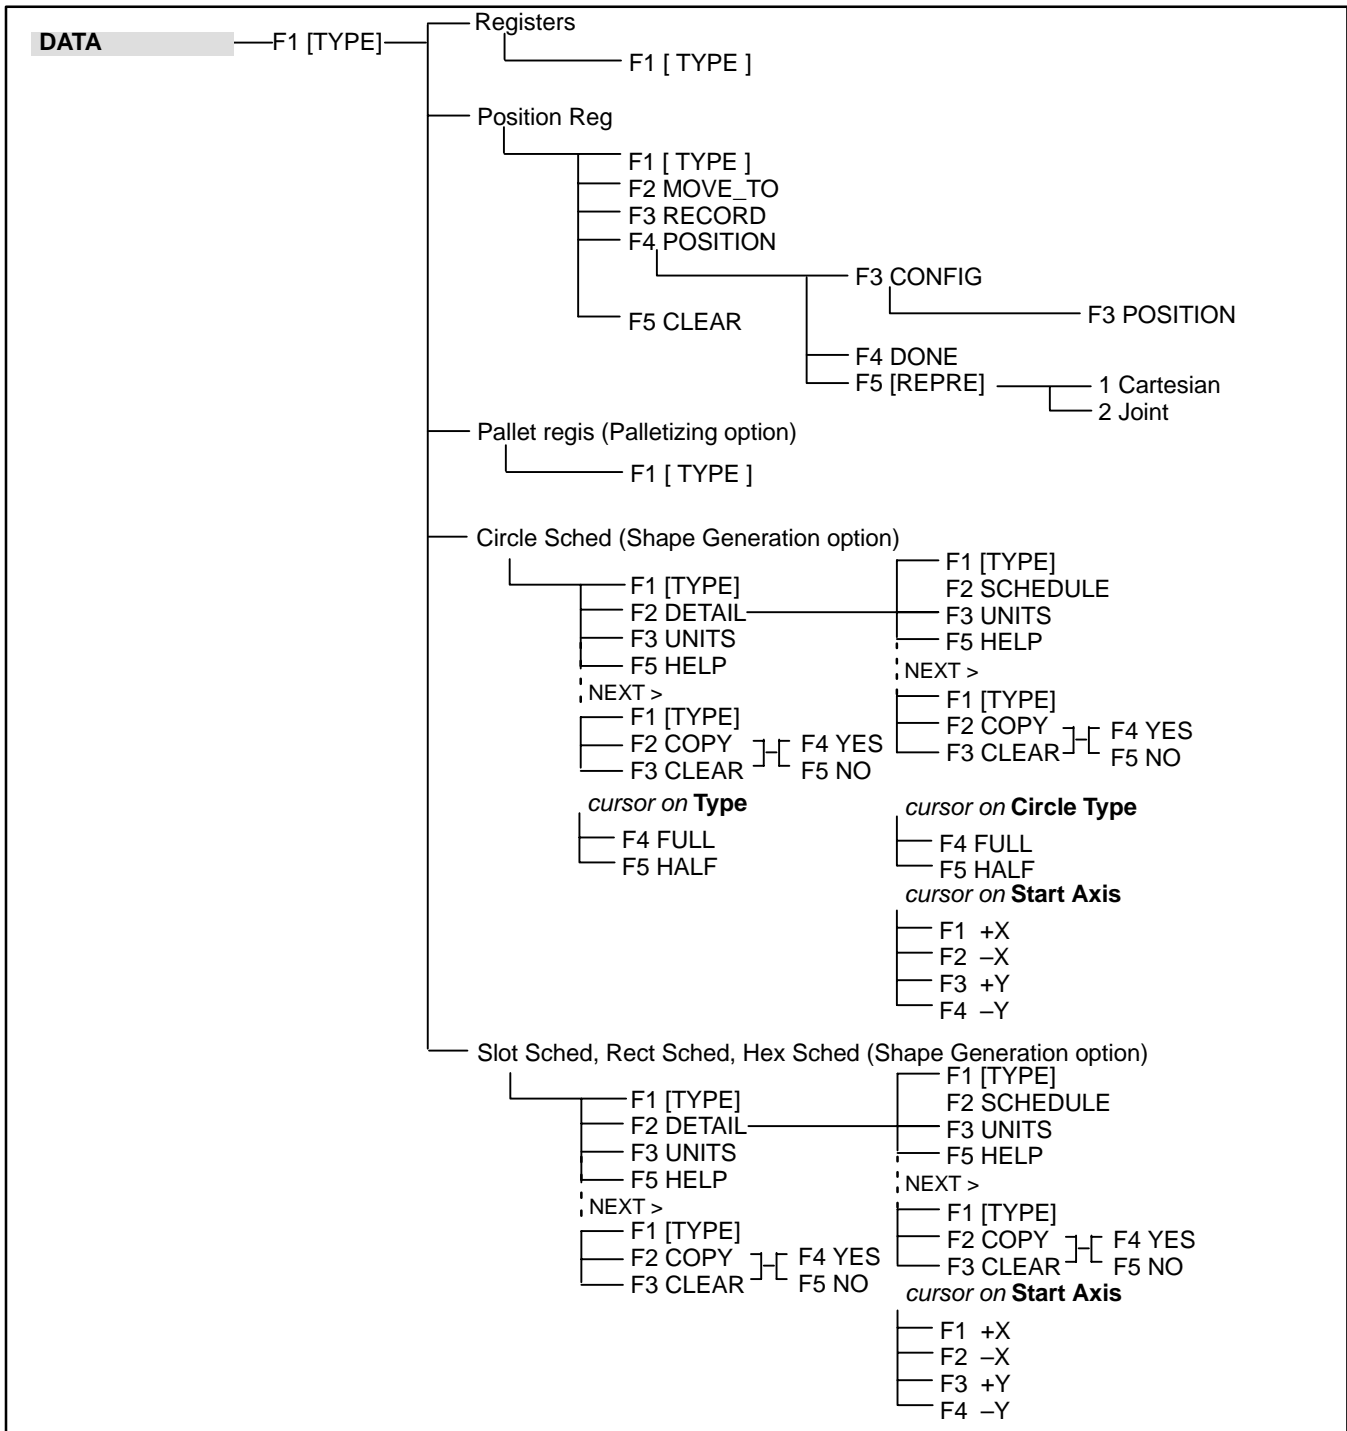 DATA F1 [TYPE]
Registers
F1 [ TYPE ]
Position Reg
F1 [ TYPE ]
F2 MOVE_TO
F3 RECORD
F4 POSITION
F3 CONFIG
F3 POSITION
F5 CLEAR
F4 DONE
F5 [REPRE]
1 Cartesian
2 Joint
Pallet regis (Palletizing option)
F1 [ TYPE ]
Circle Sched (Shape Generation option)
F1 [TYPE]
F2 DETAIL
F3 UNITS
F5 HELP
NEXT >
F1 [TYPE]
F2 COPY
F3 CLEAR
F4 YES
F5 NO
cursor on Type
F4 FULL
F5 HALF
F1 [TYPE]
F2 SCHEDULE
F3 UNITS
F5 HELP
NEXT >
F1 [TYPE]
F2 COPY
F3 CLEAR
F4 YES
F5 NO
cursor on Circle Type
F4 FULL
F5 HALF
cursor on Start Axis
F1 +X
F2 –X
F3 +Y
F4 –Y
Slot Sched, Rect Sched, Hex Sched (Shape Generation option)
F1 [TYPE]
F2 DETAIL
F3 UNITS
F5 HELP
NEXT >
F1 [TYPE]
F2 COPY
F3 CLEAR
F4 YES
F5 NO
F1 [TYPE]
F2 SCHEDULE
F3 UNITS
F5 HELP
NEXT >
F1 [TYPE]
F2 COPY
F3 CLEAR
F4 YES
F5 NO
cursor on Start Axis
F1 +X
F2 –X
F3 +Y
F4 –Y